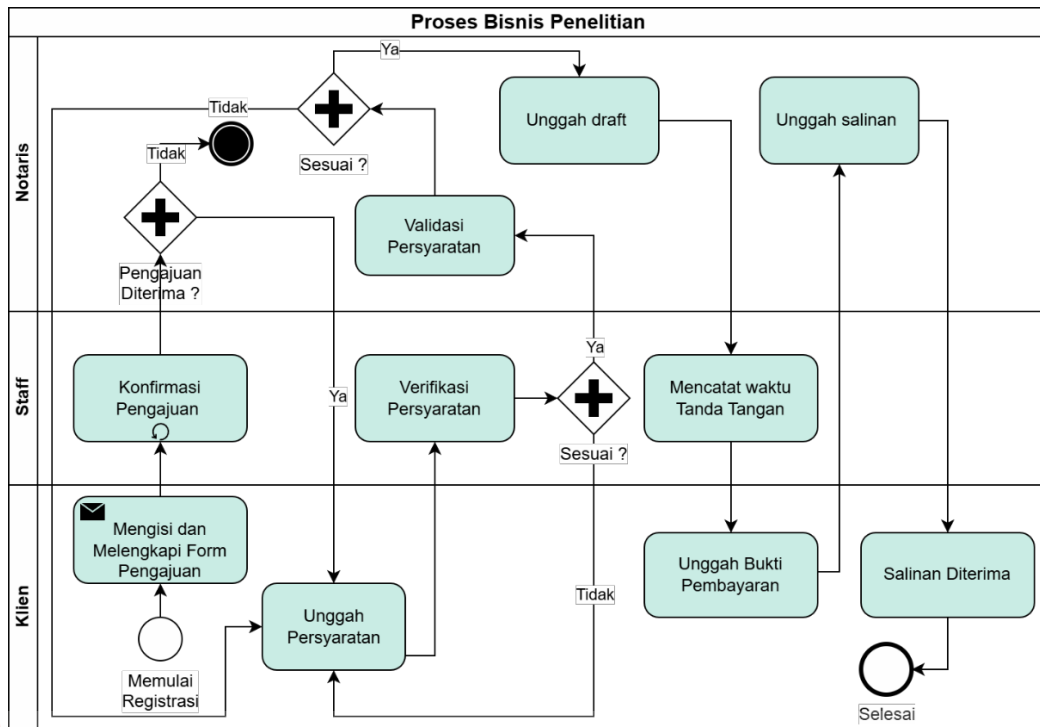 Proses Bisnis Penelitian
Notaris
Ya
Tidak
Sesuai ?
Tidak
Pengajuan
Diterima ?
Validasi
Persyaratan
Unggah draft
Unggah salinan
Staff
Konfirmasi
Pengajuan
Ya
Verifikasi
Persyaratan
Ya
Sesuai ?
Mencatat waktu
Tanda Tangan
Klien
Mengisi dan
Melengkapi Form
Pengajuan
Memulai
Registrasi
Unggah
Persyaratan
Tidak
Unggah Bukti
Pembayaran
Salinan Diterima
Selesai